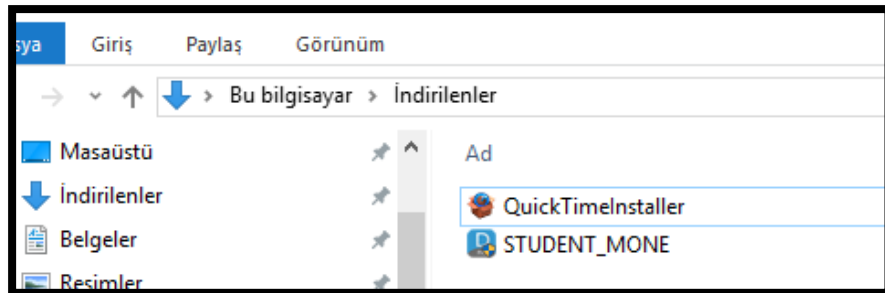 sya Giriş Paylaş Görünüm
Bu bilgisayar > İndirilenler
Masaüstü
İndirilenler
Belgeler
Resimler
Ad
QuickTimeInstaller
STUDENT_MONE